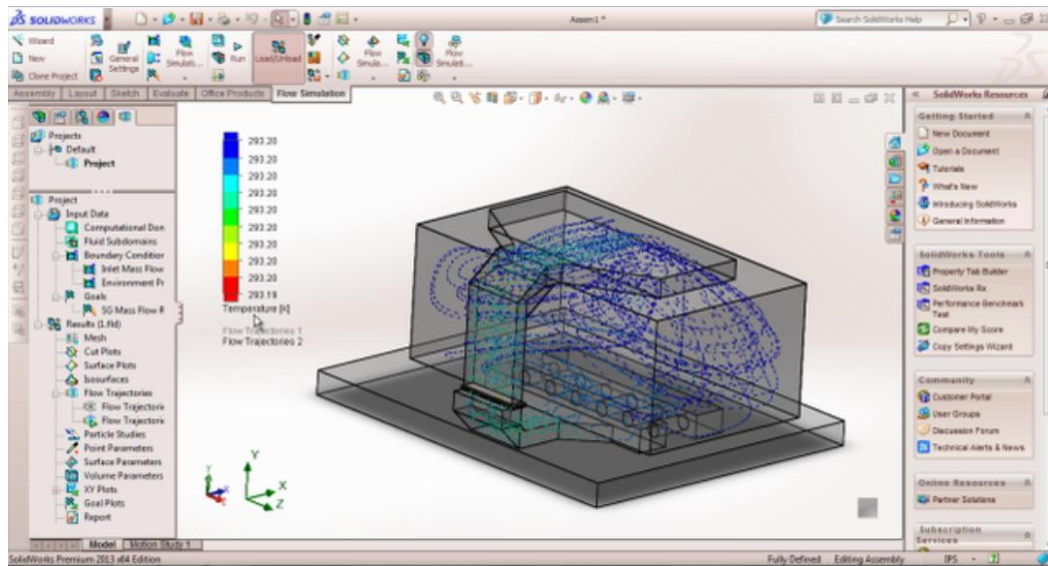 SOLIDWORKS
Assem1 *
Search SolidWorks Help
Wizard
New
Clone Project
General Settings
Flow Simulati...
Run
Load/Unload
Flow Simula...
Flow Simulati...
Assembly
Layout
Sketch
Evaluate
Office Products
Flow Simulation
Projects
Default
Project
Project
Input Data
Computational Don
Fluid Subdomains
Boundary Condition
Inlet Mass Flow
Environment Pr
Goals
SG Mass Flow R
Results (1.fld)
Mesh
Cut Plots
Surface Plots
Isosurfaces
Flow Trajectories
Flow Trajectorie
Flow Trajectorie
Particle Studies
Point Parameters
Surface Parameters
Volume Parameters
XY Plots
Goal Plots
Report
293.20
293.20
293.20
293.20
293.20
293.20
293.20
293.20
293.19
Temperature [K]
Flow Trajectories 1
Flow Trajectories 2
Y
X
Z
SolidWorks Resources
Getting Started
New Document
Open a Document
Tutorials
What's New
Introducing SolidWorks
General Information
SolidWorks Tools
Property Tab Builder
SolidWorks Rx
Performance Benchmark
Test
Compare My Score
Copy Settings Wizard
Community
Customer Portal
User Groups
Discussion Forum
Technical Alerts & News
Online Resources
Partner Solutions
Subscription
Services
Model
Motion Study 1
SolidWorks Premium 2013 x64 Edition
Fully Defined
Editing Assembly
IPS